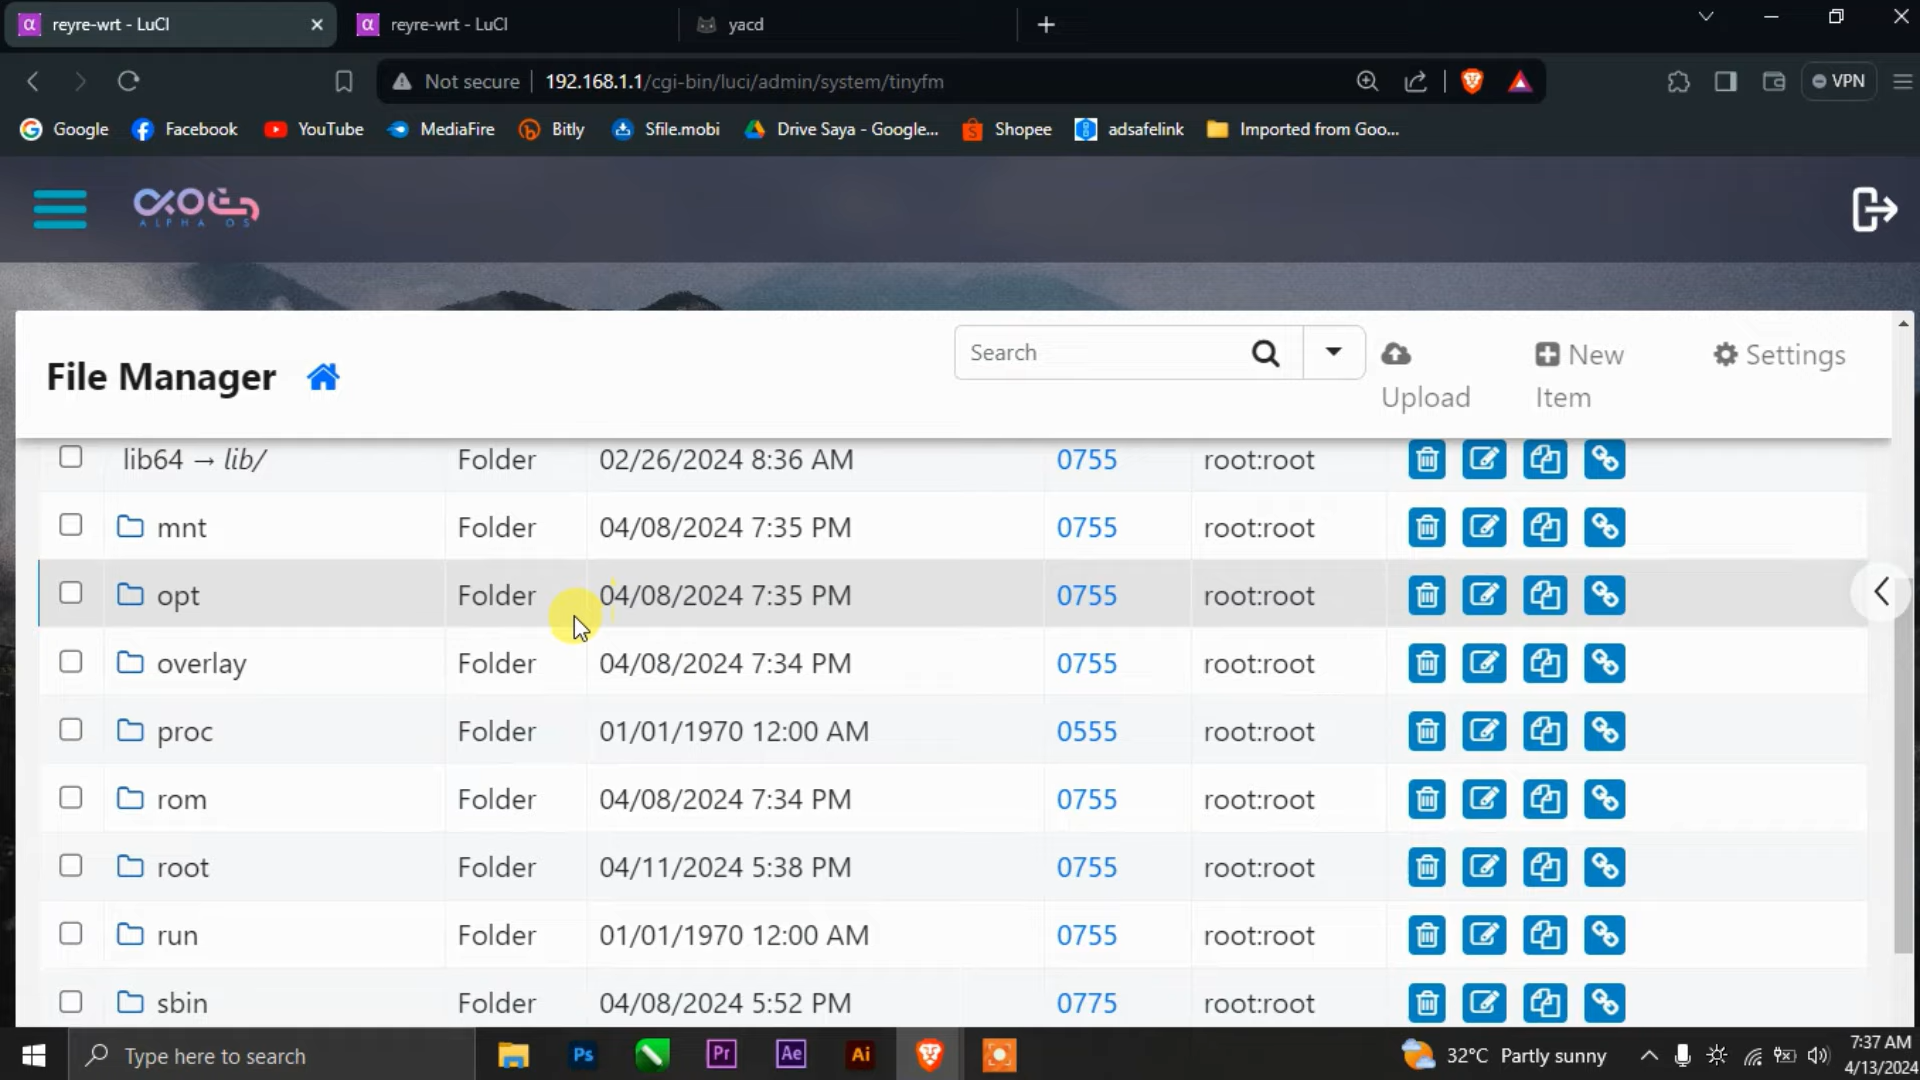 reyre-wrt - LuCI
reyre-wrt - LuCI
yacd
Not secure
192.168.1.1/cgi-bin/luci/admin/system/tinyfm
VPN
Google
Facebook
YouTube
MediaFire
Bitly
Sfile.mobi
Drive Saya - Google...
Shopee
adsafelink
Imported from Goo...
ALPHA OS
File Manager
Search
Upload
New Item
Settings
lib64 → lib/ Folder 02/26/2024 8:36 AM 0755 root:root
mnt Folder 04/08/2024 7:35 PM 0755 root:root
opt Folder 04/08/2024 7:35 PM 0755 root:root
overlay Folder 04/08/2024 7:34 PM 0755 root:root
proc Folder 01/01/1970 12:00 AM 0555 root:root
rom Folder 04/08/2024 7:34 PM 0755 root:root
root Folder 04/11/2024 5:38 PM 0755 root:root
run Folder 01/01/1970 12:00 AM 0755 root:root
sbin Folder 04/08/2024 5:52 PM 0775 root:root
Type here to search
Ps
Pr
Ae
Ai
32°C Partly sunny
7:37 AM
4/13/2024